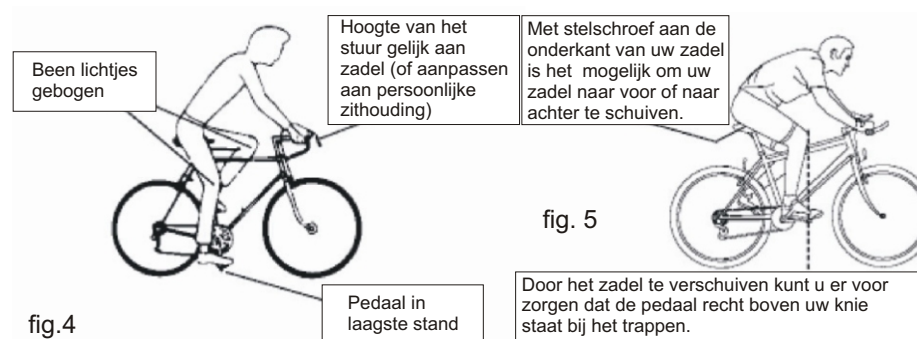 Been lichtjes
gebogen
Hoogte van het
stuur gelijk aan
zadel (of aanpassen
aan persoonlijke
zithouding)
Pedaal in
laagste stand
fig.4
Met stelschroef aan de
onderkant van uw zadel
is het mogelijk om uw
zadel naar voor of naar
achter te schuiven.
fig. 5
Door het zadel te verschuiven kunt u er voor
zorgen dat de pedaal recht boven uw knie
staat bij het trappen.